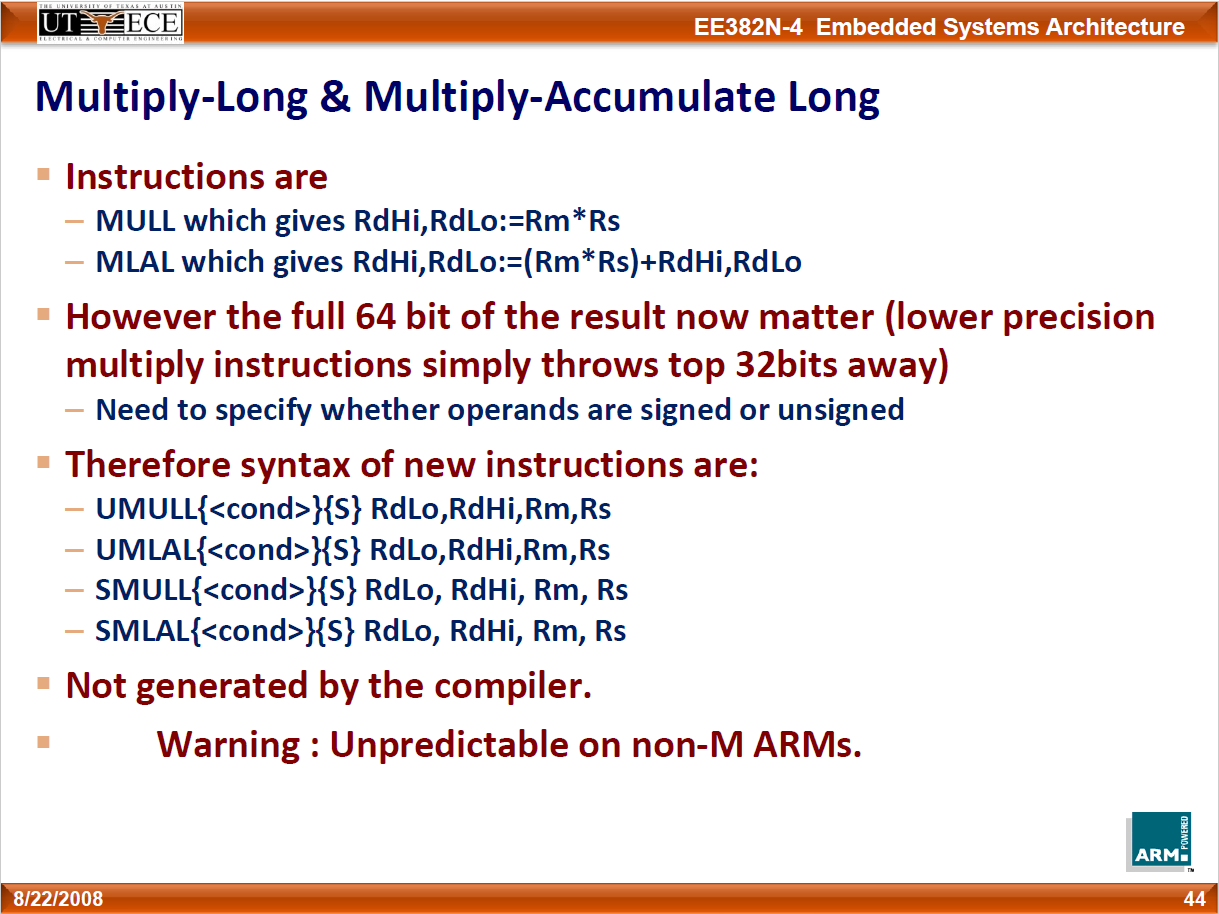 THE UNIVERSITY OF TEXAS AT AUSTIN
UT ECE
ELECTRICAL & COMPUTER ENGINEERING
EE382N-4 Embedded Systems Architecture
Multiply-Long & Multiply-Accumulate Long
Instructions are
– MULL which gives RdHi,RdLo:=Rm*Rs
– MLAL which gives RdHi,RdLo:=(Rm*Rs)+RdHi,RdLo
However the full 64 bit of the result now matter (lower precision
multiply instructions simply throws top 32bits away)
– Need to specify whether operands are signed or unsigned
Therefore syntax of new instructions are:
– UMULL{<cond>}{S} RdLo,RdHi,Rm,Rs
– UMLAL{<cond>}{S} RdLo,RdHi,Rm,Rs
– SMULL{<cond>}{S} RdLo, RdHi, Rm, Rs
– SMLAL{<cond>}{S} RdLo, RdHi, Rm, Rs
Not generated by the compiler.
Warning : Unpredictable on non-M ARMs.
ARM POWERED
TM
8/22/2008
44